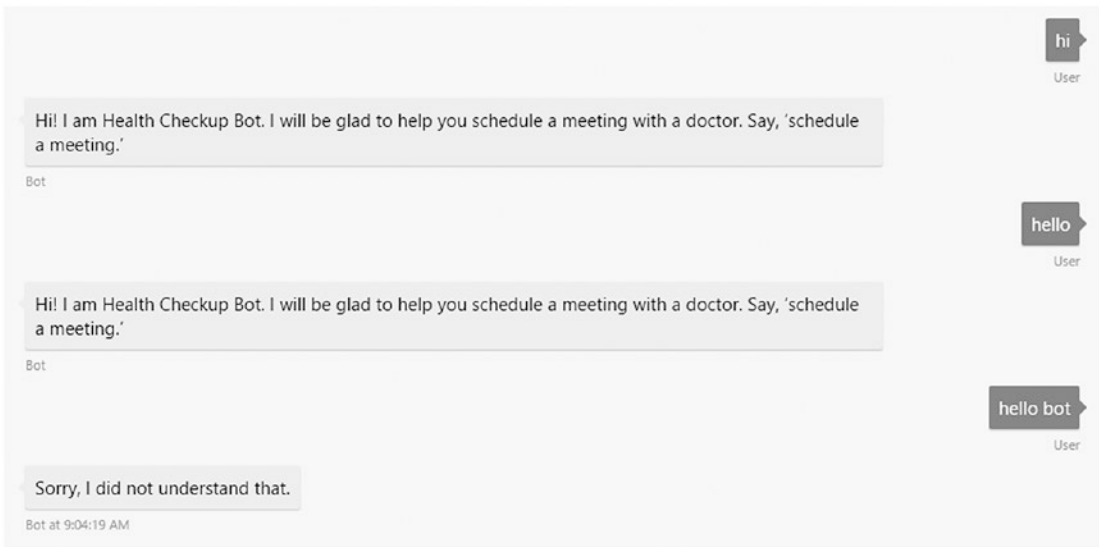 hi
User
Hi! I am Health Checkup Bot. I will be glad to help you schedule a meeting with a doctor. Say, ‘schedule
a meeting.’
Bot
hello
User
Hi! I am Health Checkup Bot. I will be glad to help you schedule a meeting with a doctor. Say, ‘schedule
a meeting.’
Bot
hello bot
User
Sorry, I did not understand that.
Bot at 9:04:19 AM